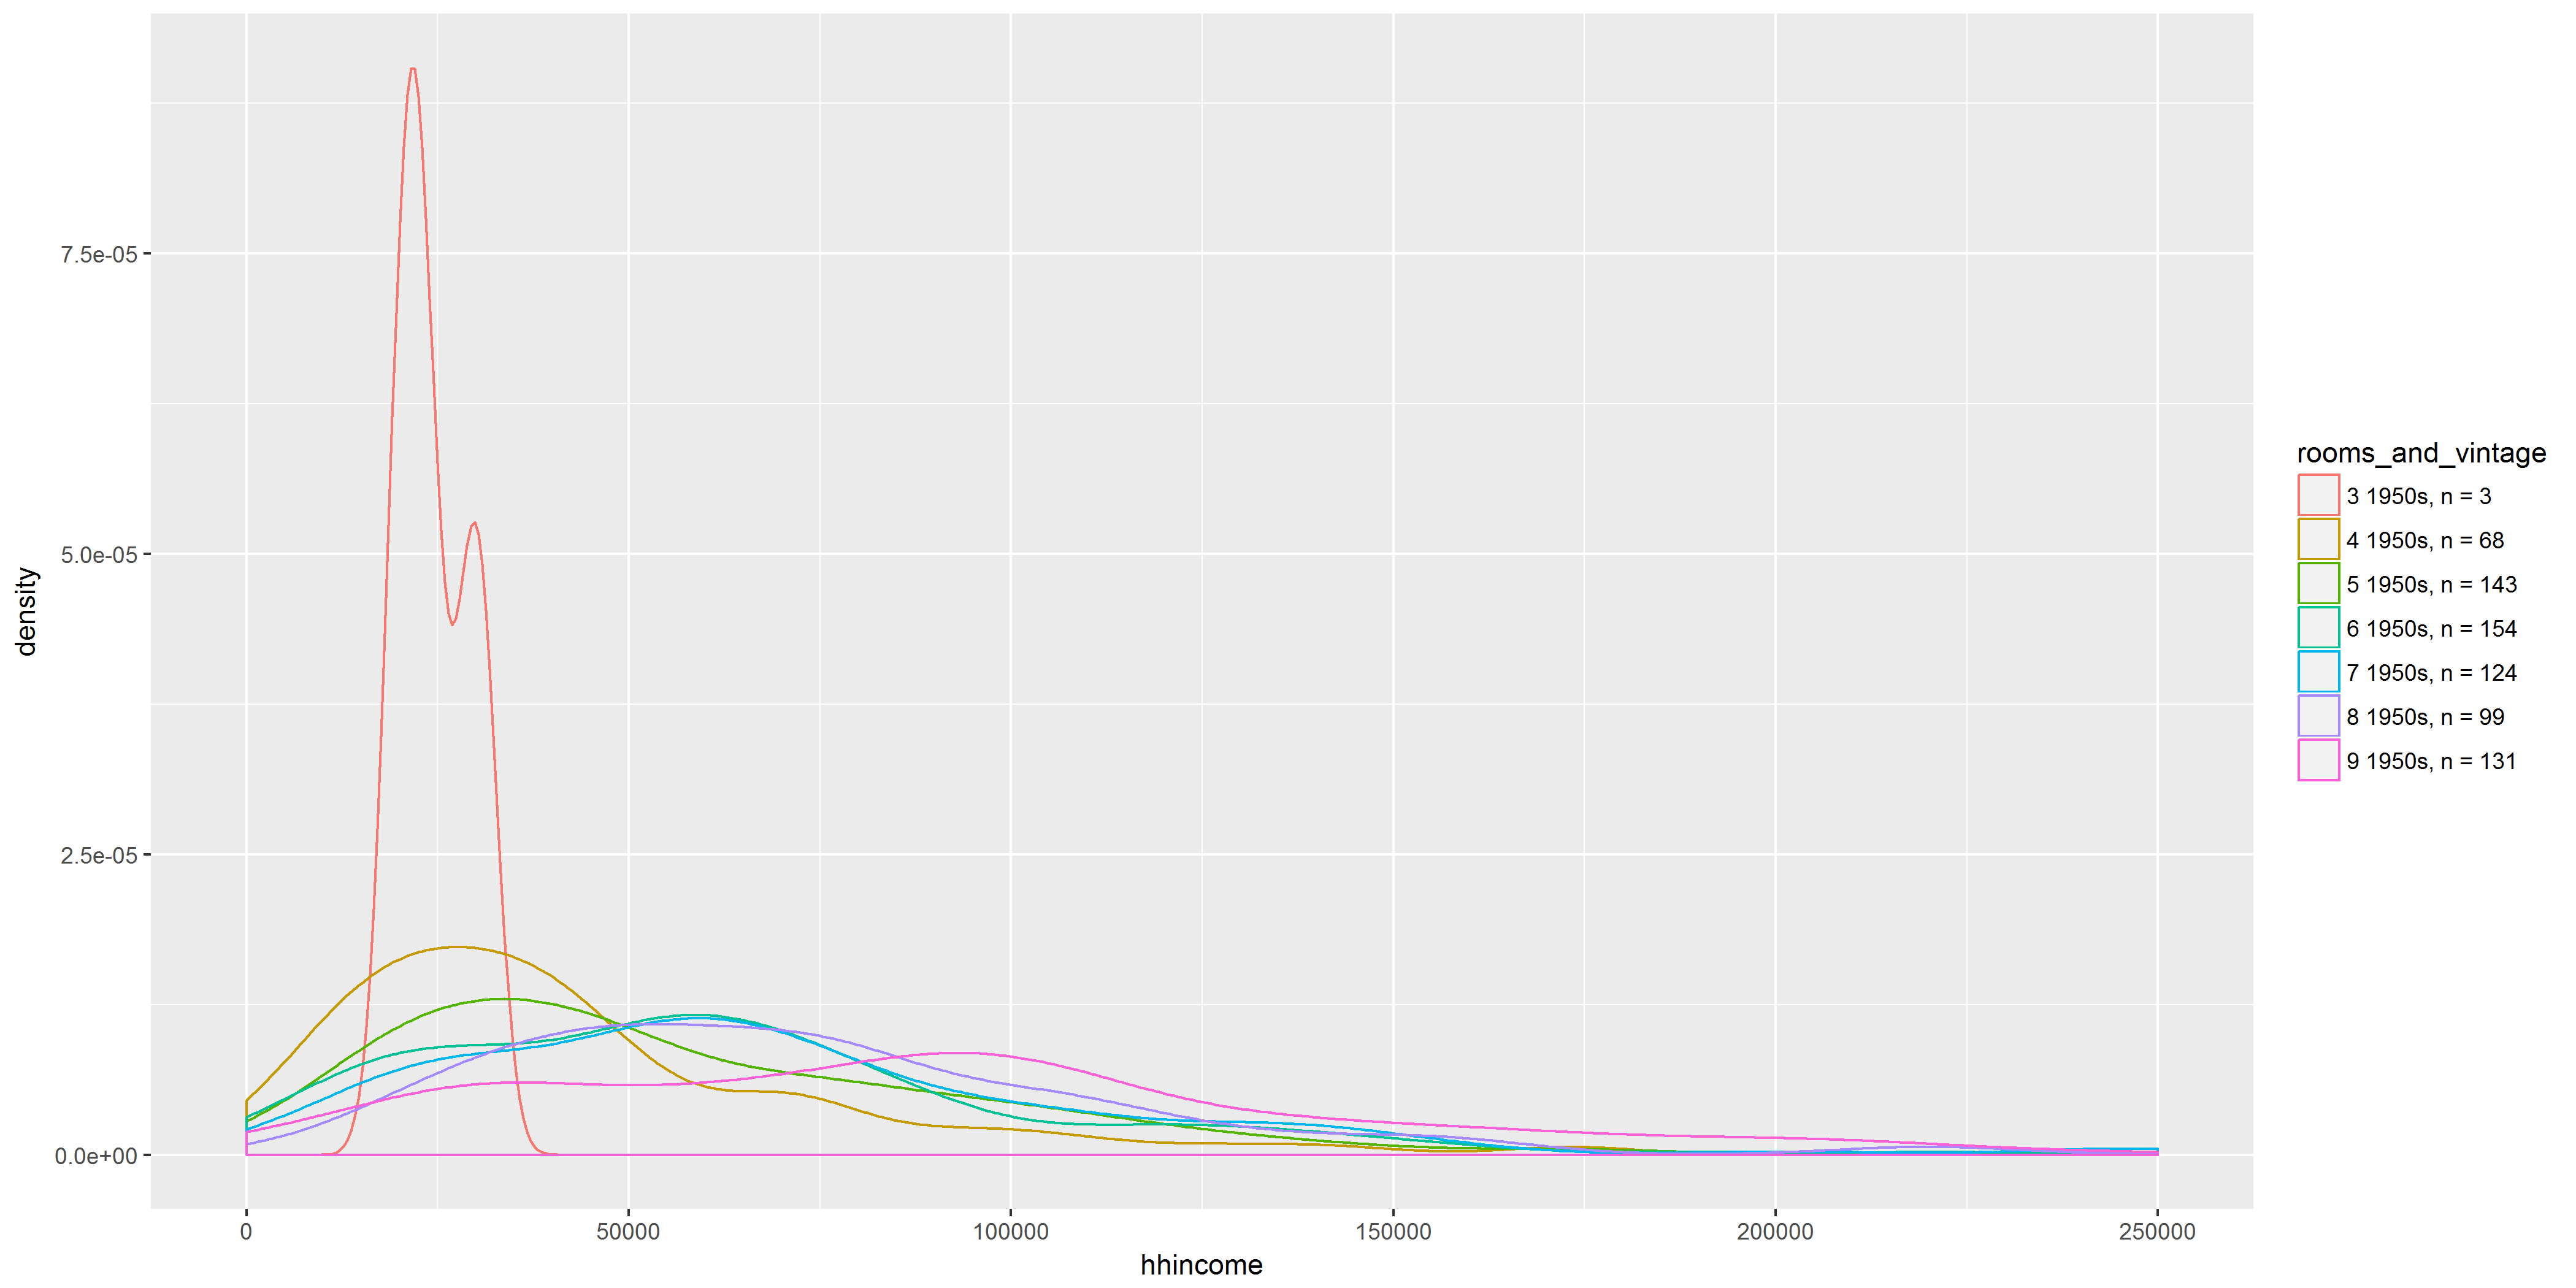 density
7.5e-05
5.0e-05
2.5e-05
0.0e+00
0
50000
100000
150000
200000
250000
hhincome
rooms_and_vintage
3 1950s, n = 3
4 1950s, n = 68
5 1950s, n = 143
6 1950s, n = 154
7 1950s, n = 124
8 1950s, n = 99
9 1950s, n = 131